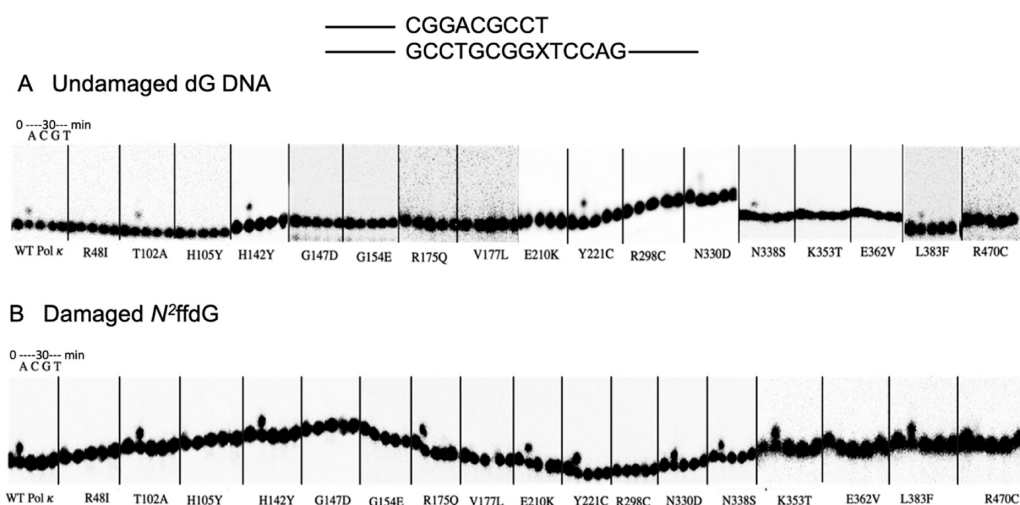 CGGACGCCT
GCCTGCGGXTCCAG
A Undamaged dG DNA
0 ----30--- min
A C G T
WT Pol κ R48I T102A H105Y H142Y G147D G154E R175Q V177L E210K Y221C R298C N330D N338S K353T E362V L383F R470C
B Damaged N²ffdG
0 ----30--- min
A C G T
WT Pol κ R48I T102A H105Y H142Y G147D G154E R175Q V177L E210K Y221C R298C N330D N338S K353T E362V L383F R470C